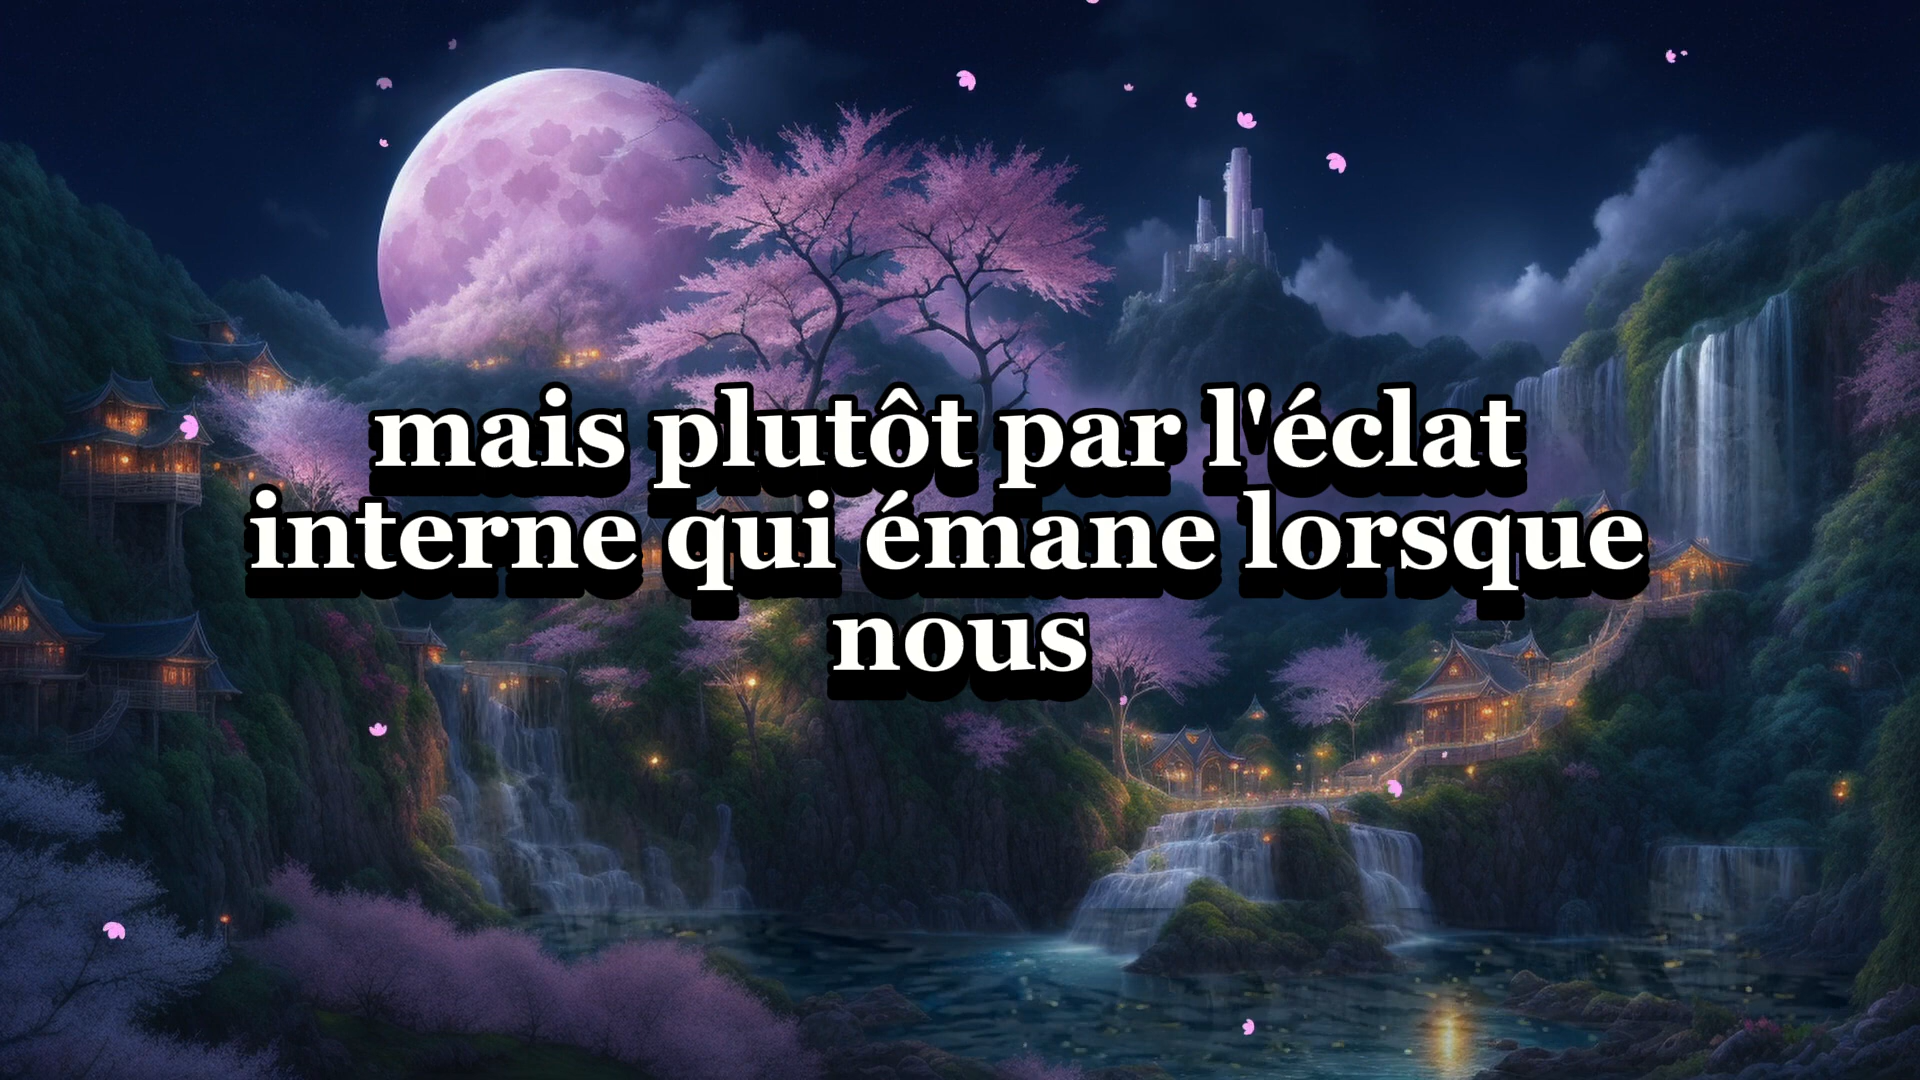 mais plutôt par l'éclat
interne qui émane lorsque
nous